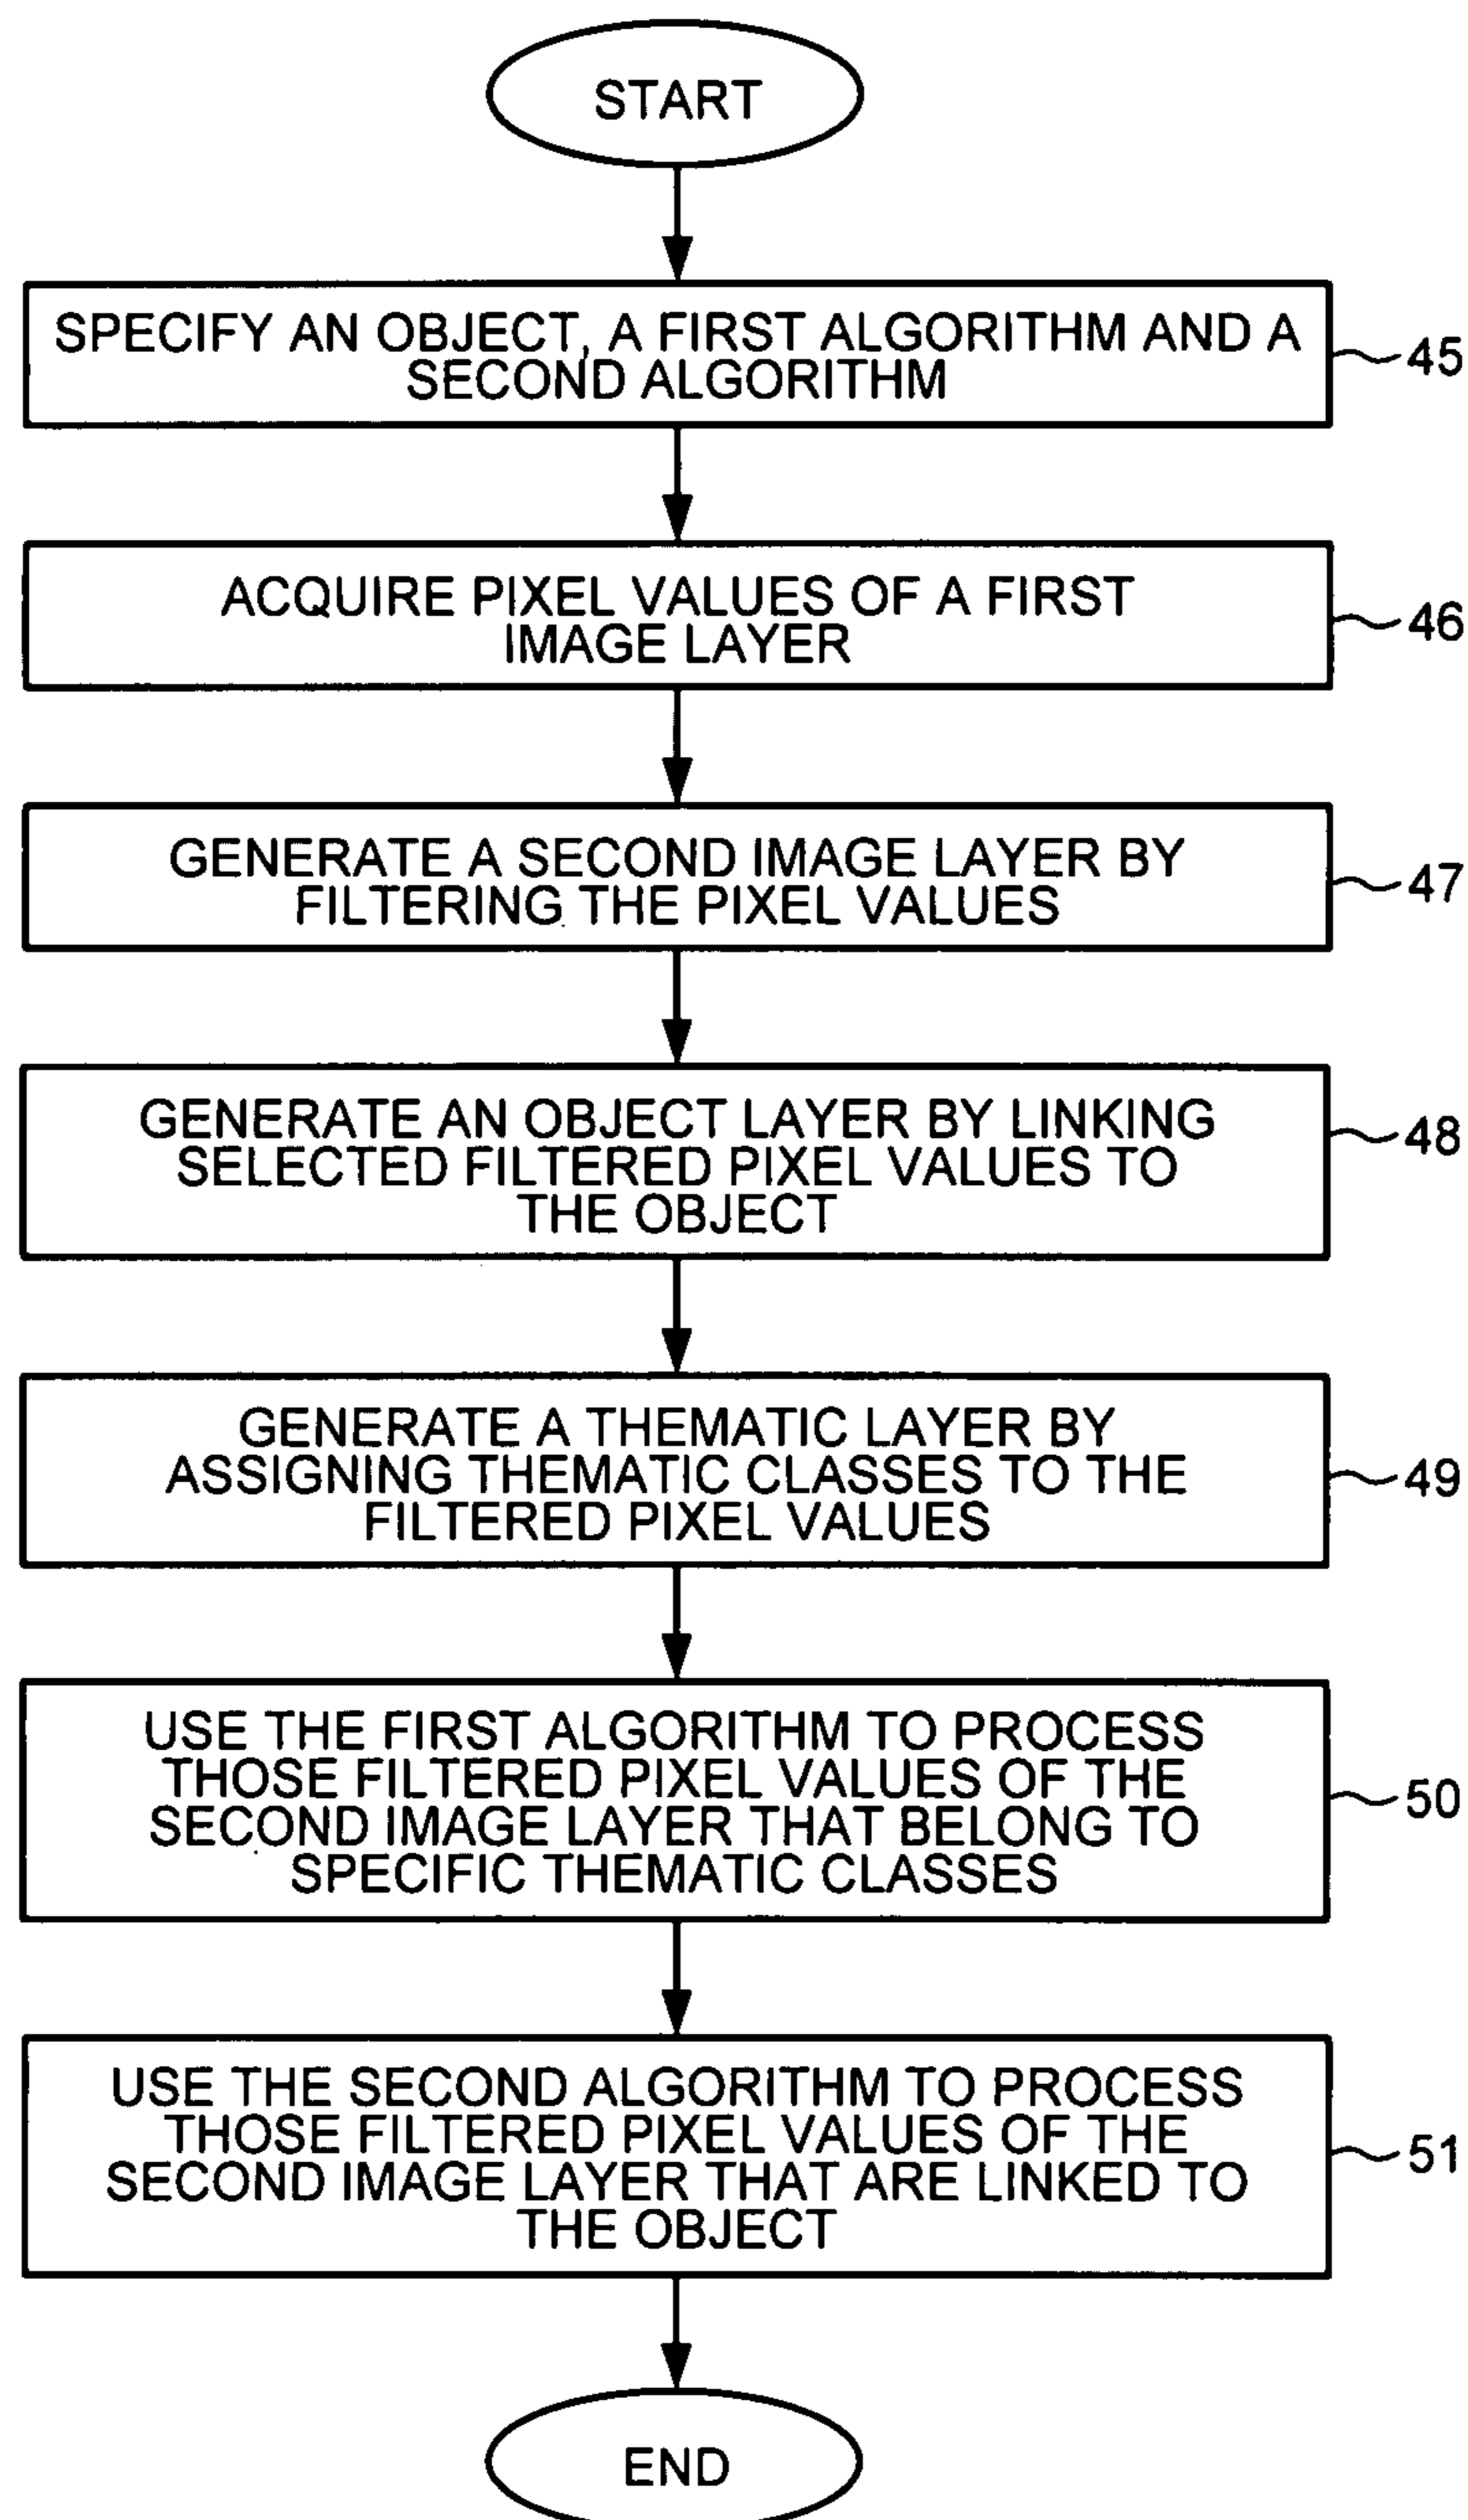 START
SPECIFY AN OBJECT, A FIRST ALGORITHM AND A
SECOND ALGORITHM
45
ACQUIRE PIXEL VALUES OF A FIRST
IMAGE LAYER
46
GENERATE A SECOND IMAGE LAYER BY
FILTERING THE PIXEL VALUES
47
GENERATE AN OBJECT LAYER BY LINKING
SELECTED FILTERED PIXEL VALUES TO
THE OBJECT
48
GENERATE A THEMATIC LAYER BY
ASSIGNING THEMATIC CLASSES TO THE
FILTERED PIXEL VALUES
49
USE THE FIRST ALGORITHM TO PROCESS
THOSE FILTERED PIXEL VALUES OF THE
SECOND IMAGE LAYER THAT BELONG TO
SPECIFIC THEMATIC CLASSES
50
USE THE SECOND ALGORITHM TO PROCESS
THOSE FILTERED PIXEL VALUES OF THE
SECOND IMAGE LAYER THAT ARE LINKED TO
THE OBJECT
51
END